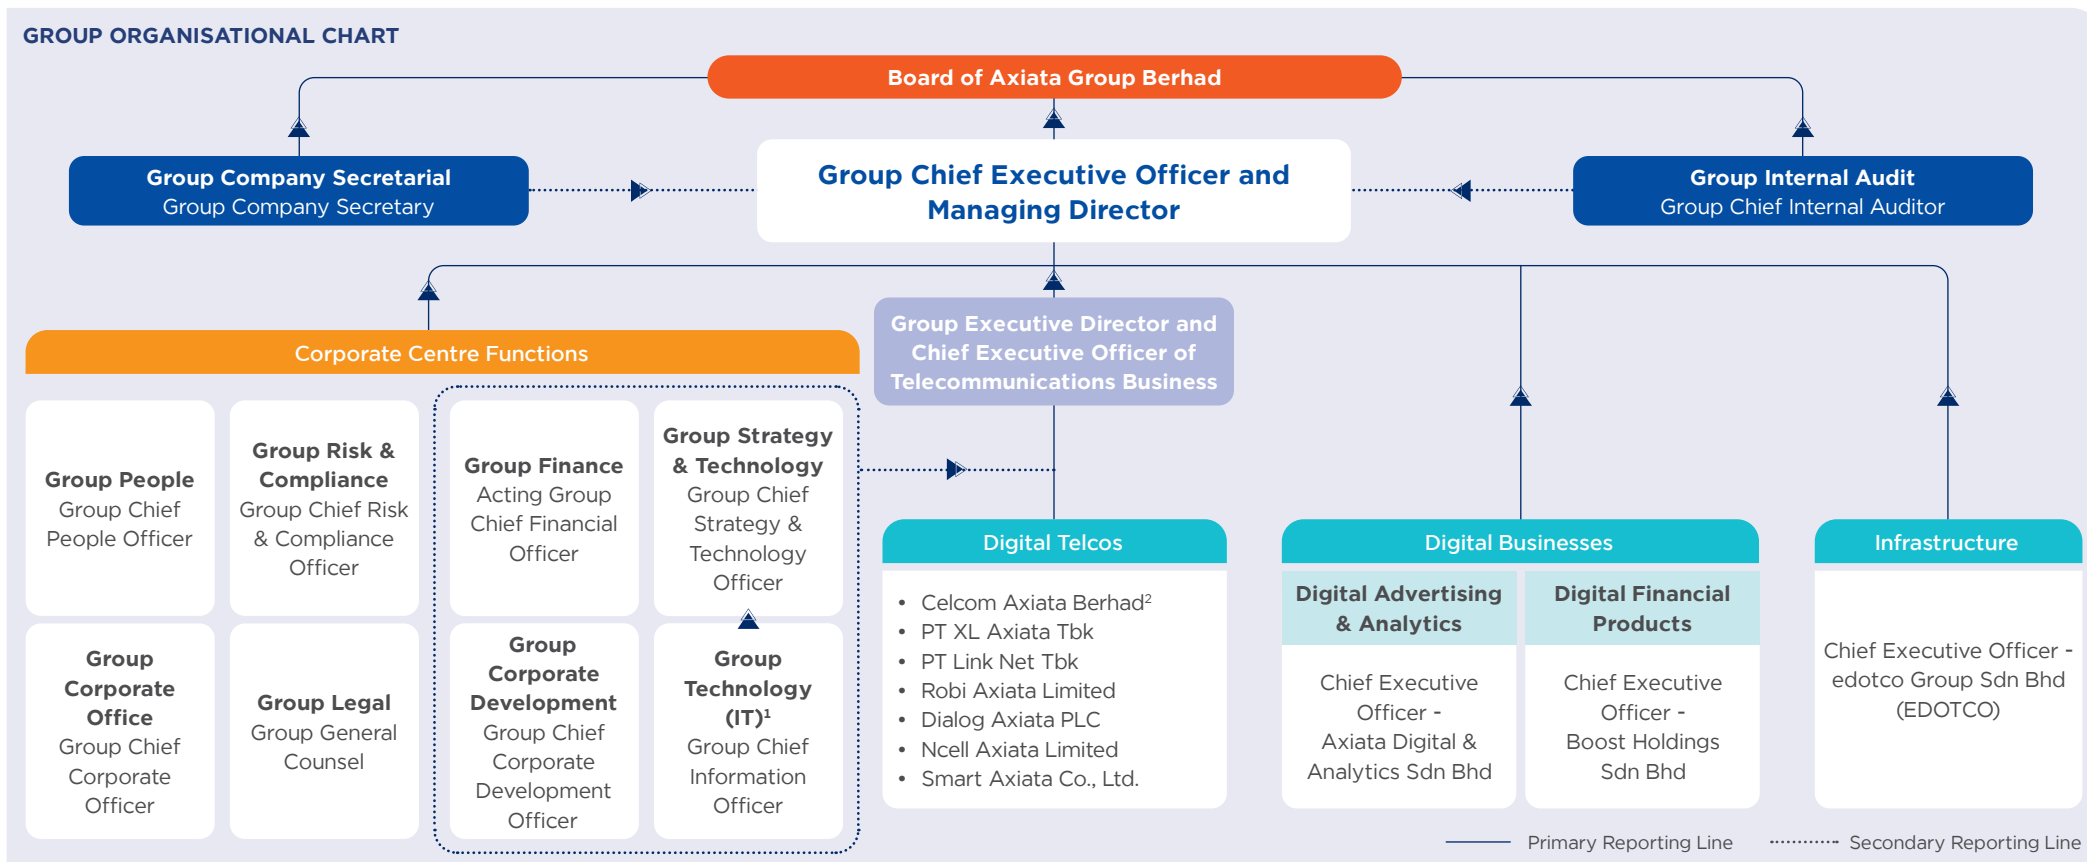 GROUP ORGANISATIONAL CHART
Board of Axiata Group Berhad
Group Company Secretarial
Group Company Secretary
Group Chief Executive Officer and
Managing Director
Group Internal Audit
Group Chief Internal Auditor
Corporate Centre Functions
Group Executive Director and
Chief Executive Officer of
Telecommunications Business
Group People
Group Chief
People Officer
Group Risk &
Compliance
Group Chief Risk
& Compliance
Officer
Group Finance
Acting Group
Chief Financial
Officer
Group Strategy
& Technology
Group Chief
Strategy &
Technology
Officer
Group
Corporate
Office
Group Chief
Corporate
Officer
Group Legal
Group General
Counsel
Group
Corporate
Development
Group Chief
Corporate
Development
Officer
Group
Technology
(IT)¹
Group Chief
Information
Officer
Digital Telcos
• Celcom Axiata Berhad²
• PT XL Axiata Tbk
• PT Link Net Tbk
• Robi Axiata Limited
• Dialog Axiata PLC
• Ncell Axiata Limited
• Smart Axiata Co., Ltd.
Digital Businesses
Digital Advertising
& Analytics
Chief Executive
Officer -
Axiata Digital &
Analytics Sdn Bhd
Digital Financial
Products
Chief Executive
Officer -
Boost Holdings
Sdn Bhd
Infrastructure
Chief Executive Officer -
edotco Group Sdn Bhd
(EDOTCO)
Primary Reporting Line
Secondary Reporting Line